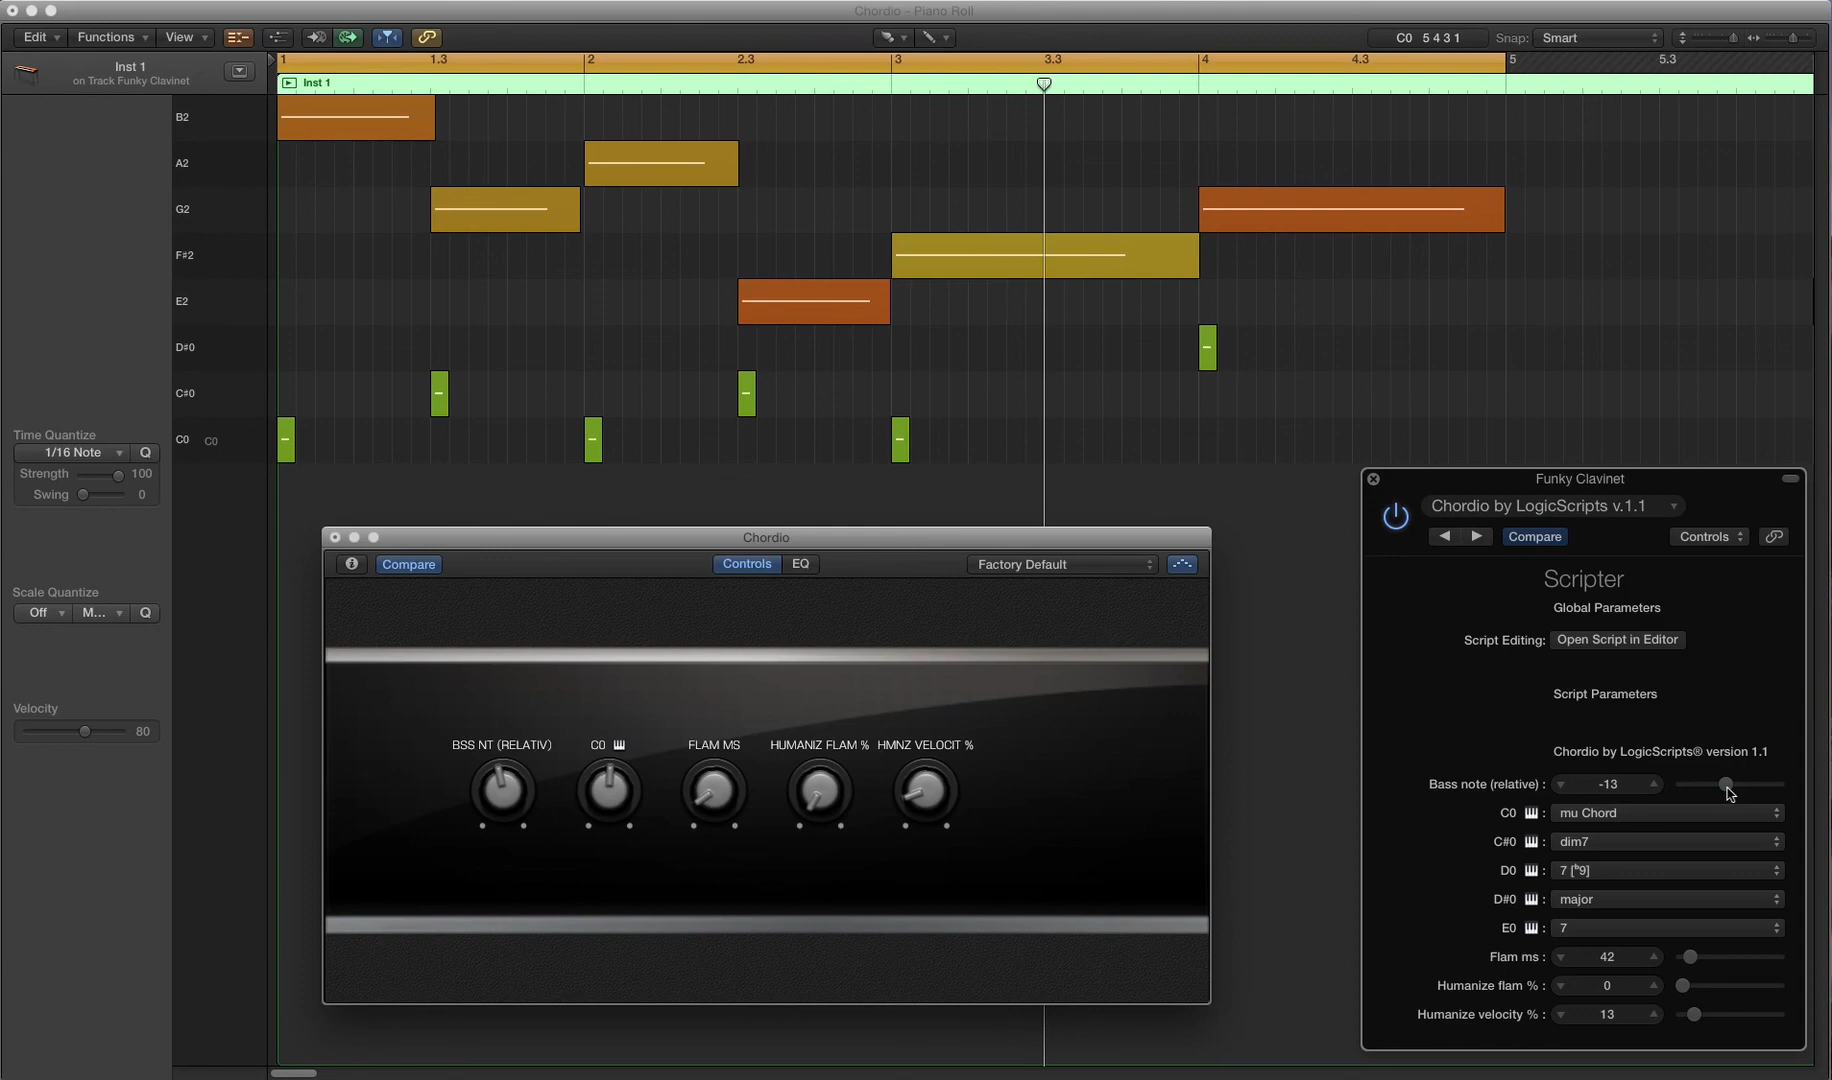 Chordio - Piano Roll
Edit Functions View C0 5 4 3 1 Snap: Smart
Inst 1
on Track Funky Clavinet
1 1.3 2 2.3 3 3.3 4 4.3 5 5.3
Inst 1
B2
A2
G2
F#2
E2
D#0
C#0
C0 C0
Time Quantize
1/16 Note Q
Strength 100
Swing 0
Scale Quantize
Off M... Q
Velocity
80
Chordio
Compare Controls EQ Factory Default
BSS NT (RELATIV) C0 FLAM MS HUMANIZ FLAM % HMNZ VELOCIT %
Funky Clavinet
Chordio by LogicScripts v.1.1
Compare Controls
Scripter
Global Parameters
Script Editing: Open Script in Editor
Script Parameters
Chordio by LogicScripts® version 1.1
Bass note (relative) : -13
C0 : mu Chord
C#0 : dim7
D0 : 7 [♭9]
D#0 : major
E0 : 7
Flam ms : 42
Humanize flam % : 0
Humanize velocity % : 13